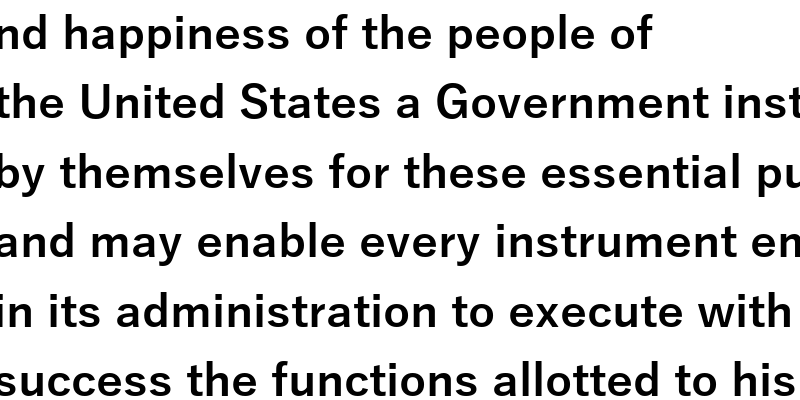 nd happiness of the people of
the United States a Government inst
by themselves for these essential pu
and may enable every instrument en
in its administration to execute with
success the functions allotted to his